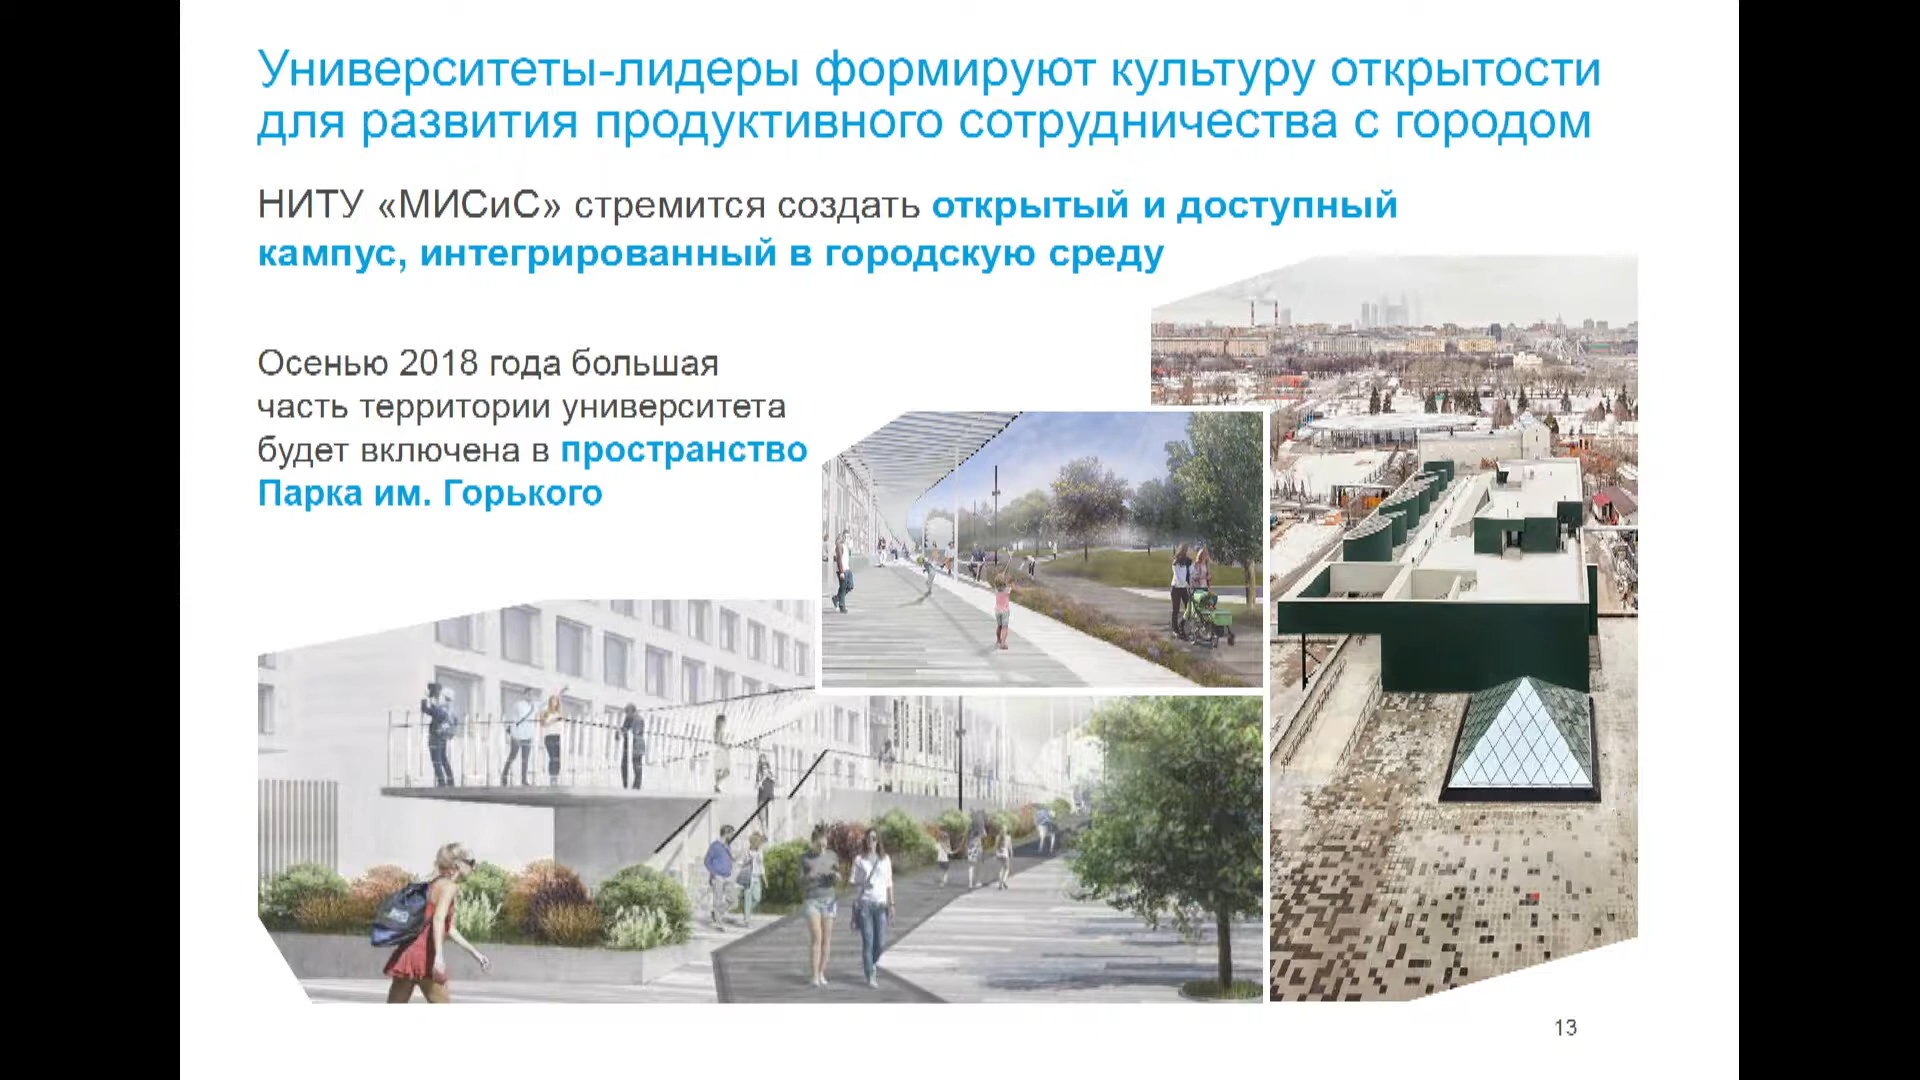 Университеты-лидеры формируют культуру открытости
для развития продуктивного сотрудничества с городом
НИТУ «МИСиС» стремится создать открытый и доступный
кампус, интегрированный в городскую среду
Осенью 2018 года большая
часть территории университета
будет включена в пространство
Парка им. Горького
13